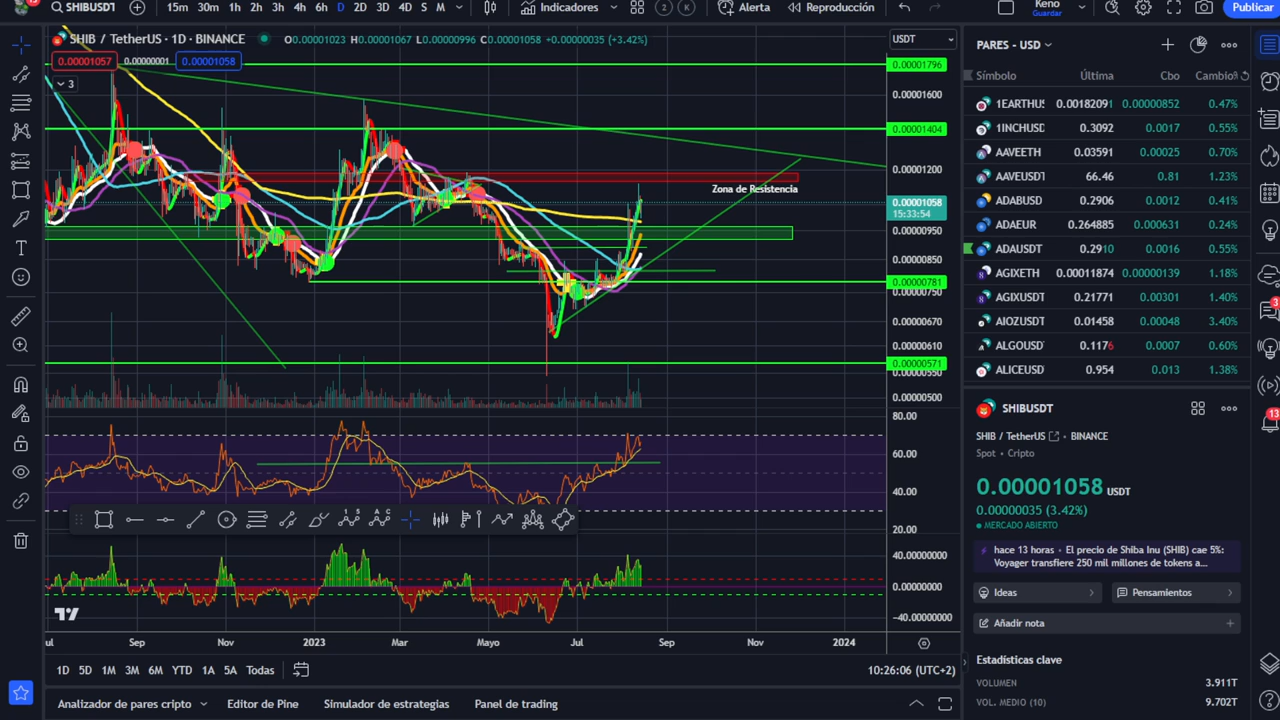 SHIBUSDT 15m 30m 1h 2h 3h 4h 6h D 2D 3D 4D S M Indicadores 2 K Alerta Reproducción Keno Publicar
Guardar
SHIB / TetherUS · 1D · BINANCE O0.00001023 H0.00001067 L0.00000996 C0.00001058 +0.00000035 (+3.42%) USDT
0.00001057 0.00000001 0.00001058
3
0.00001796
0.00001600
0.00001404
0.00001200
Zona de Resistencia
0.00001058
15:33:54
0.00000950
0.00000850
0.00000781
0.00000750
0.00000670
0.00000610
0.00000571
0.00000550
0.00000500
80.00
60.00
40.00
20.00
40.00000000
0.00000000
−40.00000000
Sep Nov 2023 Mar Mayo Jul Sep Nov 2024
1D 5D 1M 3M 6M YTD 1A 5A Todas 10:26:06 (UTC+2)
Analizador de pares cripto Editor de Pine Simulador de estrategias Panel de trading
PARES - USD
Símbolo Última Cbo Cambio%
1EARTHUS 0.00182091 0.00000852 0.47%
1INCHUSD 0.3092 0.0017 0.55%
AAVEETH 0.03591 0.00025 0.70%
AAVEUSDT 66.46 0.81 1.23%
ADABUSD 0.2906 0.0012 0.41%
ADAEUR 0.264885 0.000631 0.24%
ADAUSDT 0.2910 0.0016 0.55%
AGIXETH 0.00011874 0.00000139 1.18%
AGIXUSDT 0.21771 0.00301 1.40%
AIOZUSDT 0.01458 0.00048 3.40%
ALGOUSD 0.1176 0.0007 0.60%
ALICEUSD 0.954 0.013 1.38%
SHIBUSDT
SHIB / TetherUS BINANCE
Spot • Cripto
0.00001058 USDT
0.00000035 (3.42%)
MERCADO ABIERTO
hace 13 horas • El precio de Shiba Inu (SHIB) cae 5%:
Voyager transfiere 250 mil millones de tokens a...
Ideas Pensamientos
Añadir nota
Estadísticas clave
VOLUMEN 3.911T
VOL. MEDIO (10) 9.702T